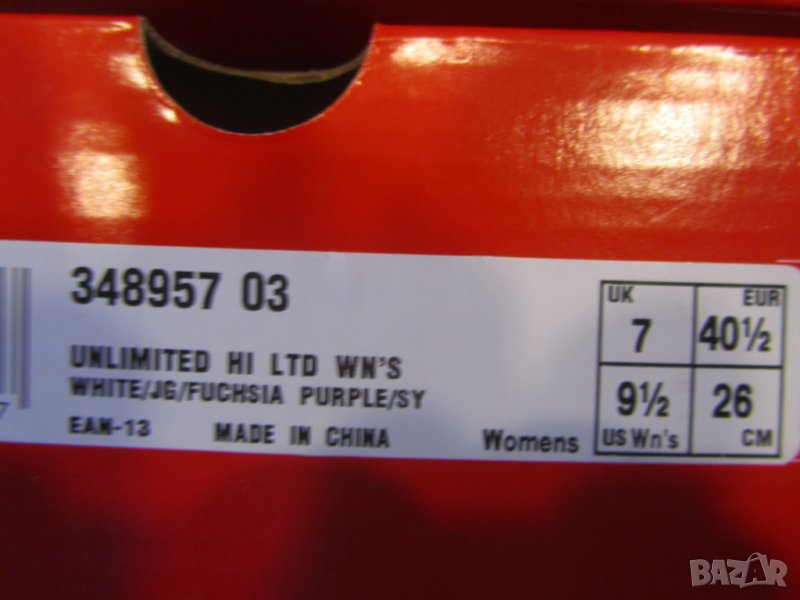 348957 03
UNLIMITED HI LTD WN'S
WHITE/JG/FUCHSIA PURPLE/SY
7
EAN-13 MADE IN CHINA Womens
UK 7
EUR 40½
9½ US Wn's
26 CM
BAZAR